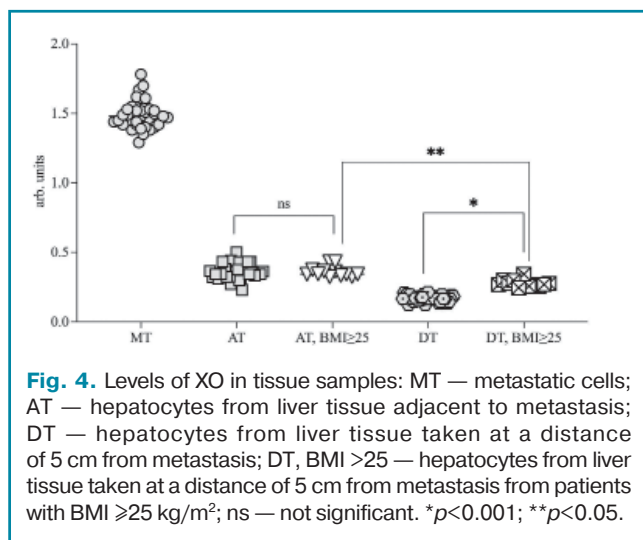 2.0
1.5
1.0
0.5
0.0
arb. units
**
*
ns
MT AT AT, BMI≥25 DT DT, BMI≥25
Fig. 4. Levels of XO in tissue samples: MT — metastatic cells;
AT — hepatocytes from liver tissue adjacent to metastasis;
DT — hepatocytes from liver tissue taken at a distance
of 5 cm from metastasis; DT, BMI >25 — hepatocytes from liver
tissue taken at a distance of 5 cm from metastasis from patients
with BMI ⩾25 kg/m²; ns — not significant. *p<0.001; **p<0.05.